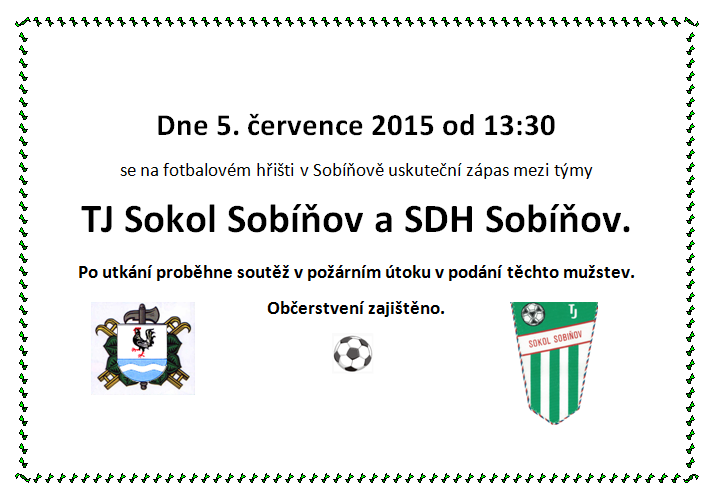 Dne 5. července 2015 od 13:30
se na fotbalovém hřišti v Sobíňově uskuteční zápas mezi týmy
TJ Sokol Sobíňov a SDH Sobíňov.
Po utkání proběhne soutěž v požárním útoku v podání těchto mužstev.
Občerstvení zajištěno.
TJ
SOKOL SOBIŇOV